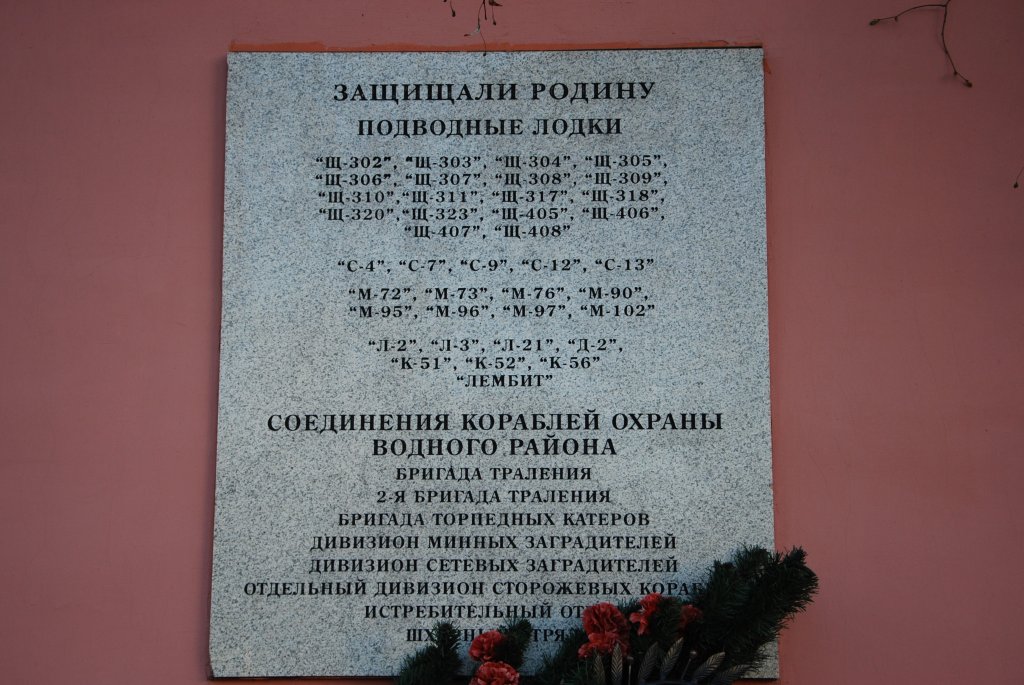 ЗАЩИЩАЛИ РОДИНУ
ПОДВОДНЫЕ ЛОДКИ
“Щ-302”, “Щ-303”, “Щ-304”, “Щ-305”,
“Щ-306”, “Щ-307”, “Щ-308”, “Щ-309”,
“Щ-310”,“Щ-311”, “Щ-317”, “Щ-318”,
“Щ-320”,“Щ-323”, “Щ-405”, “Щ-406”,
“Щ-407”, “Щ-408”
“С-4”, “С-7”, “С-9”, “С-12”, “С-13”
“М-72”, “М-73”, “М-76”, “М-90”,
“М-95”, “М-96”, “М-97”, “М-102”
“Л-2”, “Л-3”, “Л-21”, “Д-2”,
“К-51”, “К-52”, “К-56”
“ЛЕМБИТ”
СОЕДИНЕНИЯ КОРАБЛЕЙ ОХРАНЫ
ВОДНОГО РАЙОНА
БРИГАДА ТРАЛЕНИЯ
2-Я БРИГАДА ТРАЛЕНИЯ
БРИГАДА ТОРПЕДНЫХ КАТЕРОВ
ДИВИЗИОН МИННЫХ ЗАГРАДИТЕЛЕЙ
ДИВИЗИОН СЕТЕВЫХ ЗАГРАДИТЕЛЕЙ
ОТДЕЛЬНЫЙ ДИВИЗИОН СТОРОЖЕВЫХ
ИСТРЕБИТЕЛЬНЫЙ